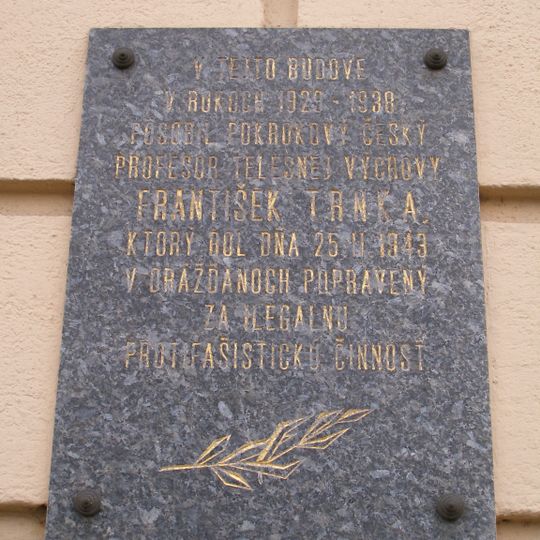 V TEJTO BUDOVE
V ROKOCH 1929 - 1938
PÔSOBIL POKROKOVÝ ČESKÝ
PROFESOR TELESNEJ VÝCHOVY
FRANTIŠEK TRNKA,
KTORÝ BOL DŇA 25. II. 1943
V DRÁŽĎANOCH POPRAVENÝ
ZA ILEGÁLNU
PROTIFAŠISTICKÚ ČINNOSŤ